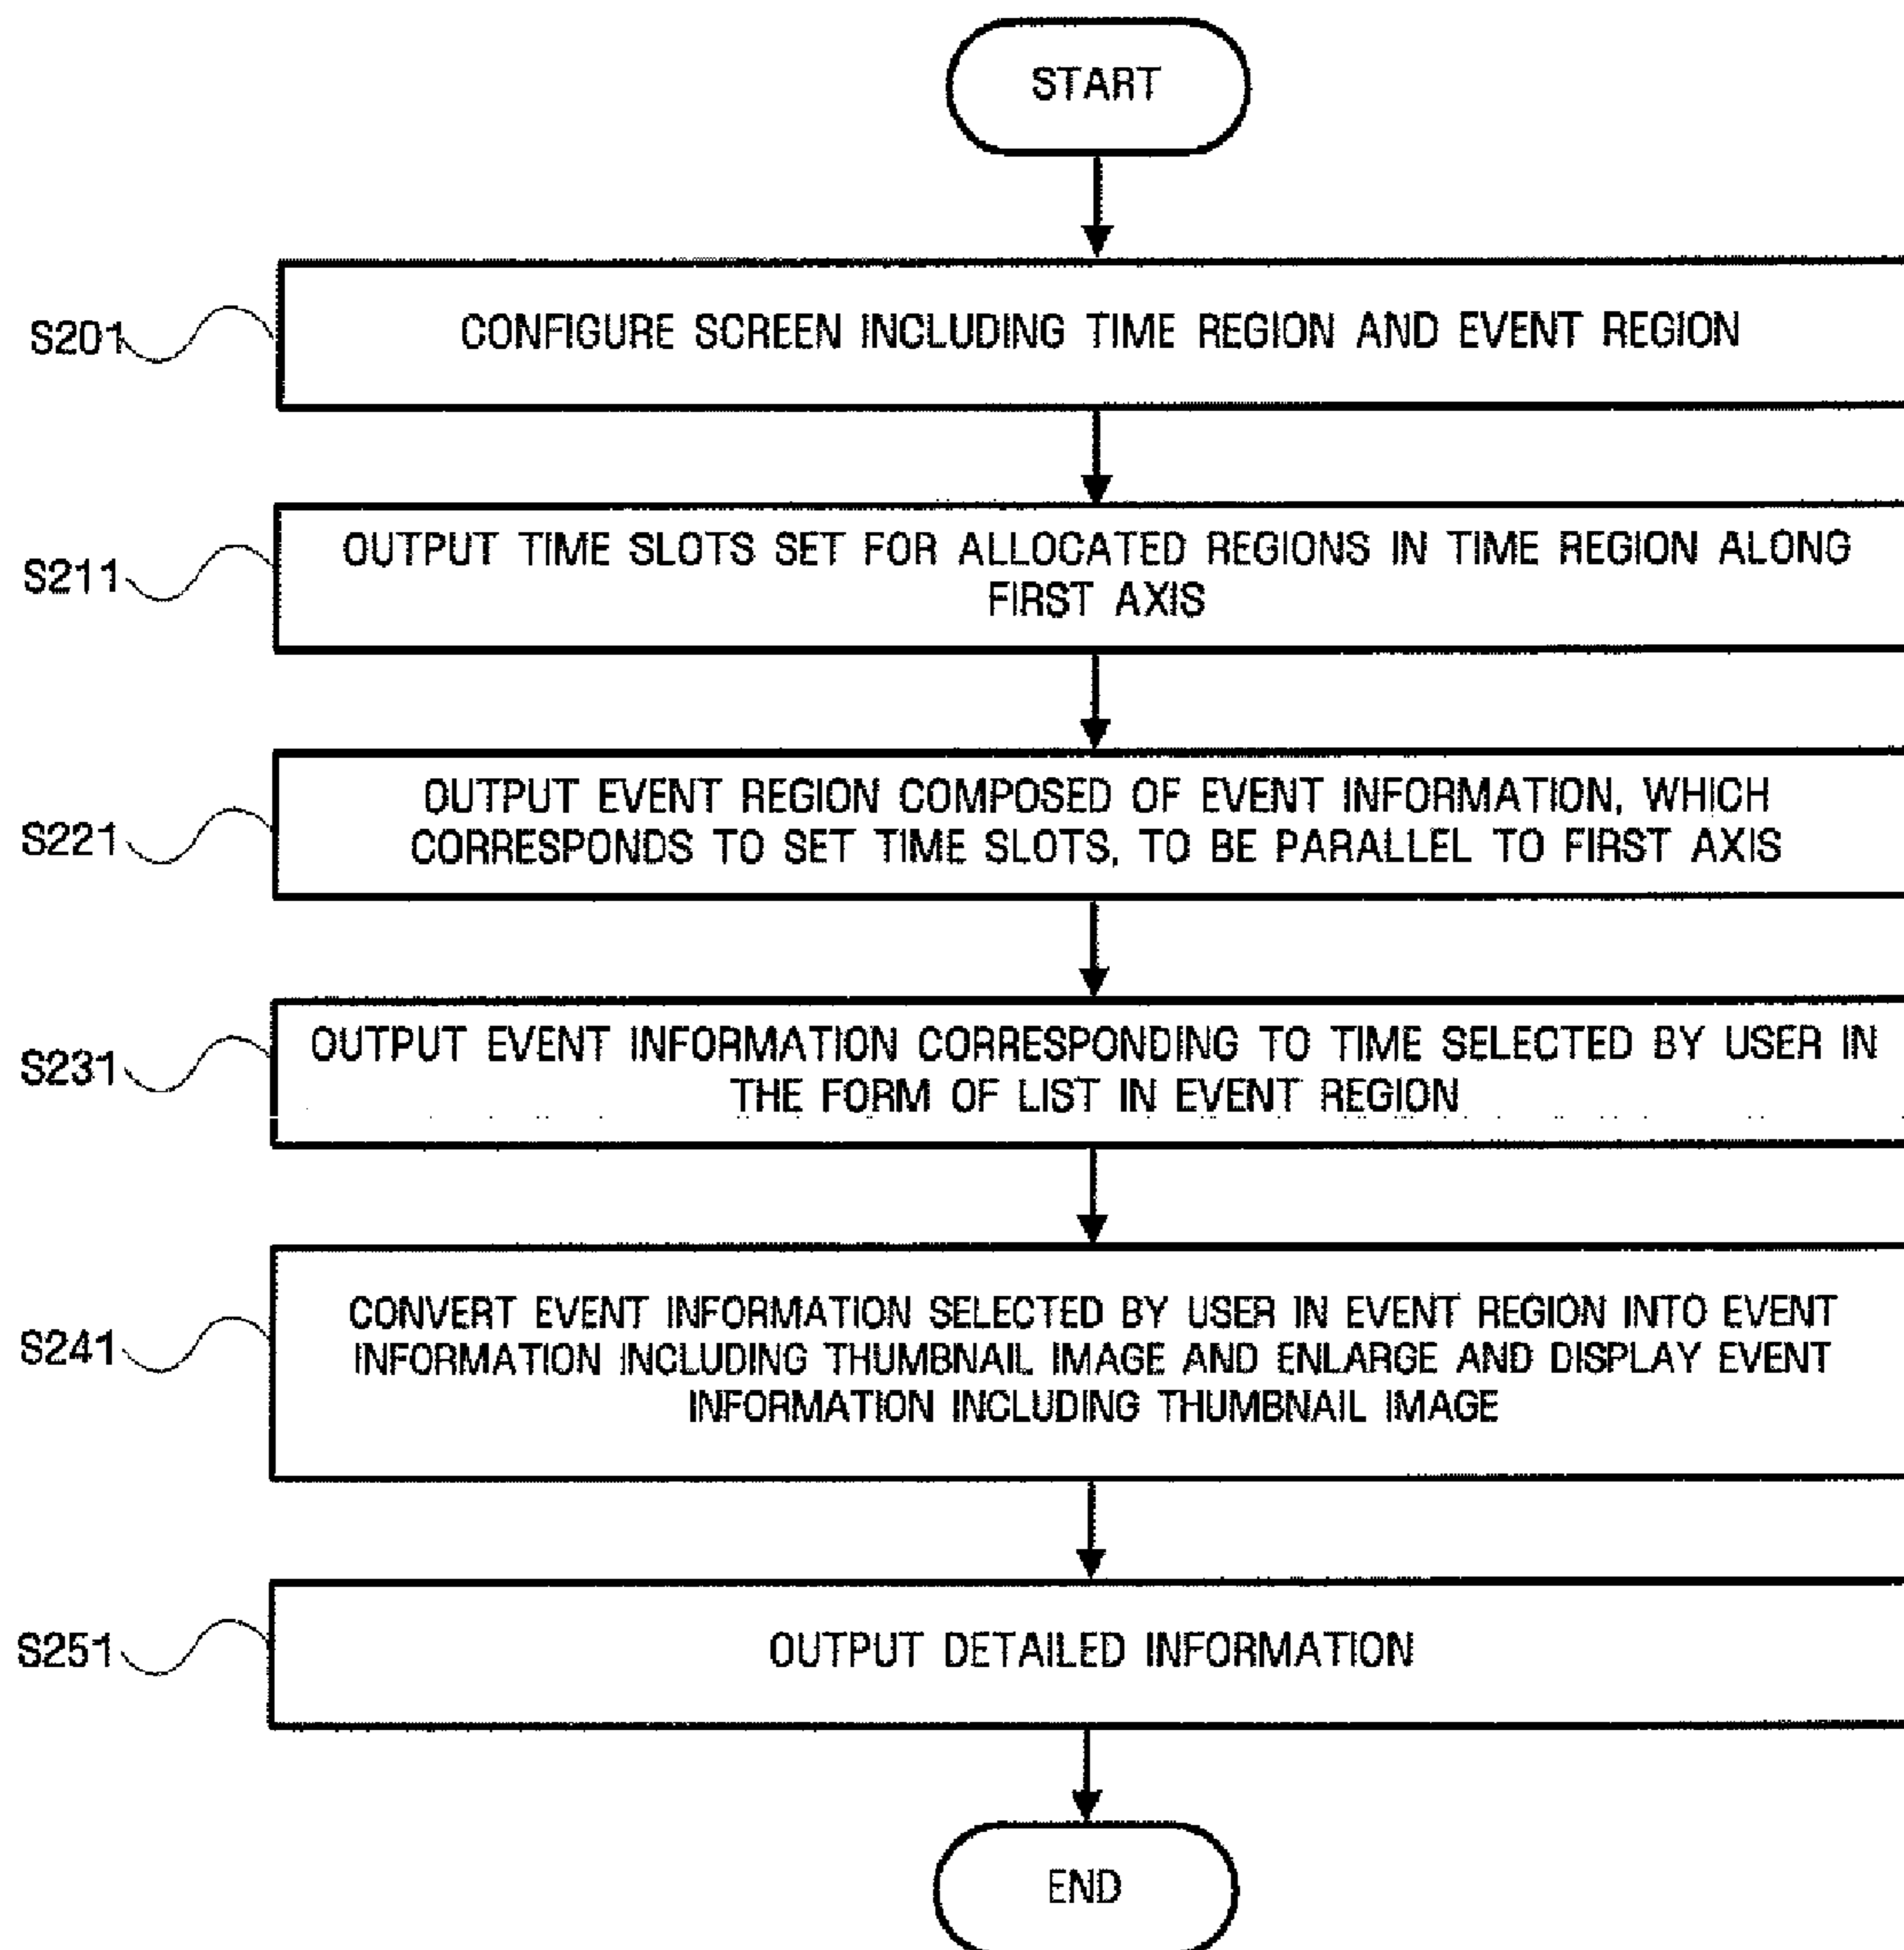 START
S201
CONFIGURE SCREEN INCLUDING TIME REGION AND EVENT REGION
S211
OUTPUT TIME SLOTS SET FOR ALLOCATED REGIONS IN TIME REGION ALONG
FIRST AXIS
S221
OUTPUT EVENT REGION COMPOSED OF EVENT INFORMATION, WHICH
CORRESPONDS TO SET TIME SLOTS, TO BE PARALLEL TO FIRST AXIS
S231
OUTPUT EVENT INFORMATION CORRESPONDING TO TIME SELECTED BY USER IN
THE FORM OF LIST IN EVENT REGION
S241
CONVERT EVENT INFORMATION SELECTED BY USER IN EVENT REGION INTO EVENT
INFORMATION INCLUDING THUMBNAIL IMAGE AND ENLARGE AND DISPLAY EVENT
INFORMATION INCLUDING THUMBNAIL IMAGE
S251
OUTPUT DETAILED INFORMATION
END